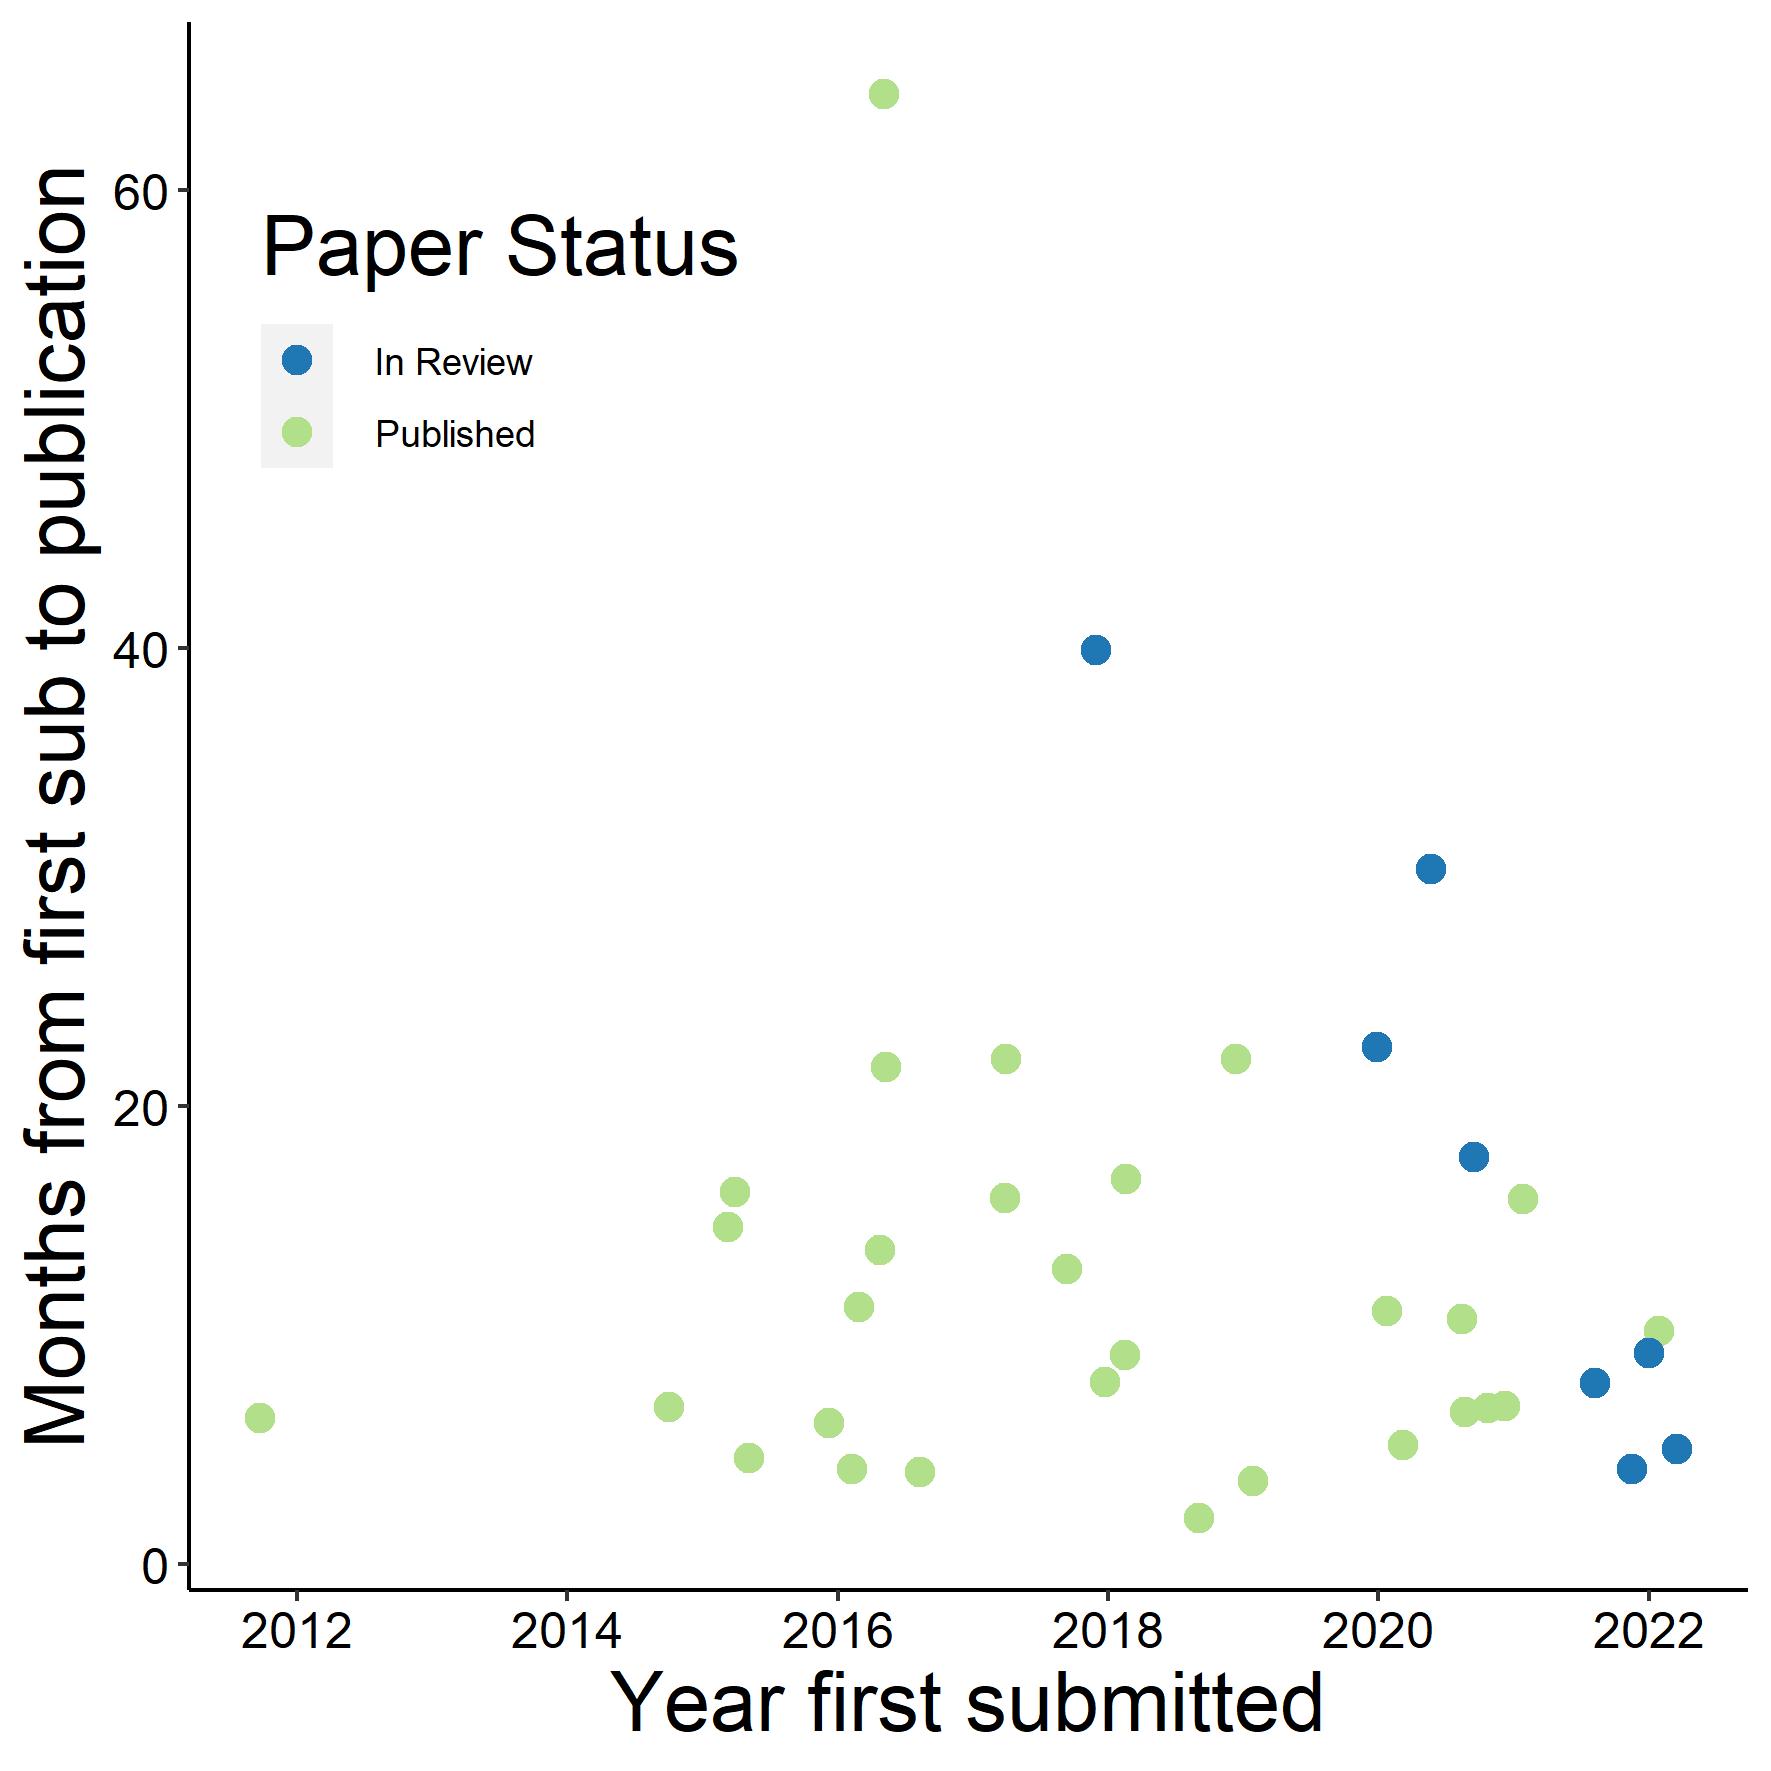 Months from first sub to publication
60
40
20
0
Paper Status
In Review
Published
2012 2014 2016 2018 2020 2022
Year first submitted